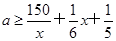 a ≥ 150/x + 1/6 x + 1/5